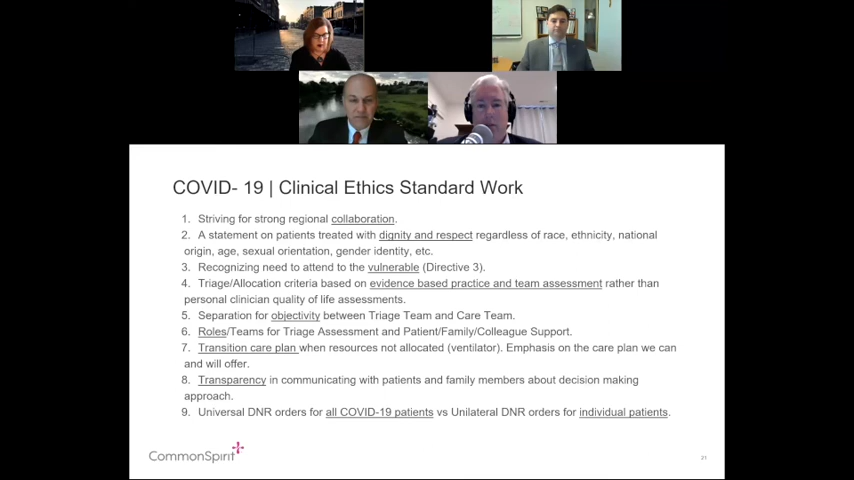 COVID- 19 | Clinical Ethics Standard Work
1. Striving for strong regional collaboration.
2. A statement on patients treated with dignity and respect regardless of race, ethnicity, national
origin, age, sexual orientation, gender identity, etc.
3. Recognizing need to attend to the vulnerable (Directive 3).
4. Triage/Allocation criteria based on evidence based practice and team assessment rather than
personal clinician quality of life assessments.
5. Separation for objectivity between Triage Team and Care Team.
6. Roles/Teams for Triage Assessment and Patient/Family/Colleague Support.
7. Transition care plan when resources not allocated (ventilator). Emphasis on the care plan we can
and will offer.
8. Transparency in communicating with patients and family members about decision making
approach.
9. Universal DNR orders for all COVID-19 patients vs Unilateral DNR orders for individual patients.
CommonSpirit
21